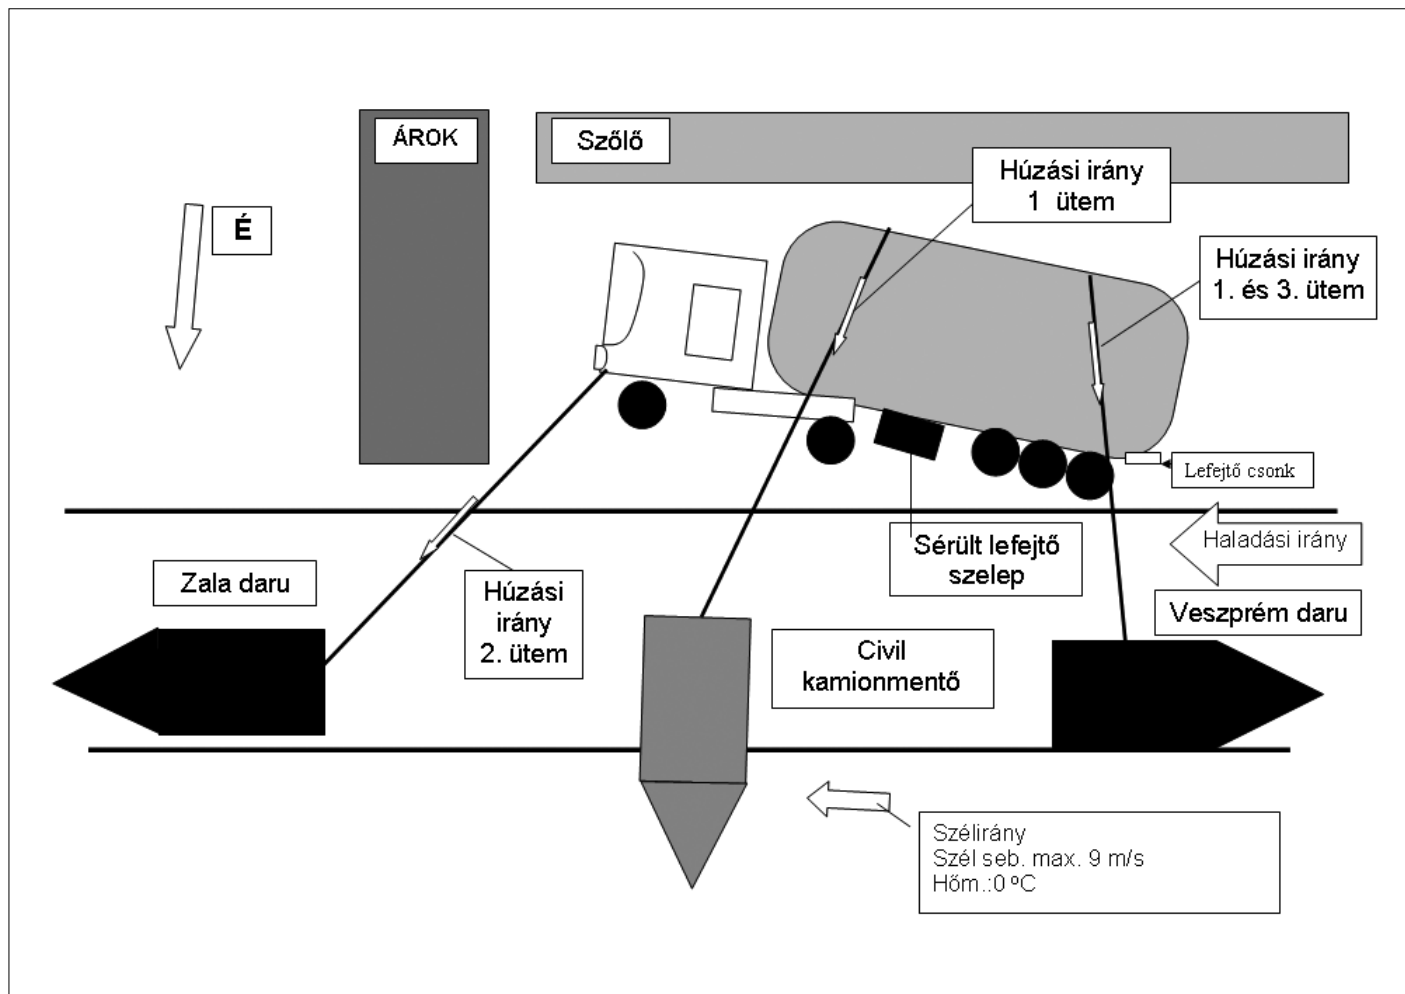 ÁROK
Szőlő
Húzási irány
1 ütem
É
Húzási irány
1. és 3. ütem
Lefejtő csonk
Sérült lefejtő
szelep
Haladási irány
Zala daru
Húzási
irány
2. ütem
Veszprém daru
Civil
kamionmentő
Szélirány
Szél seb. max. 9 m/s
Hőm.:0 ºC